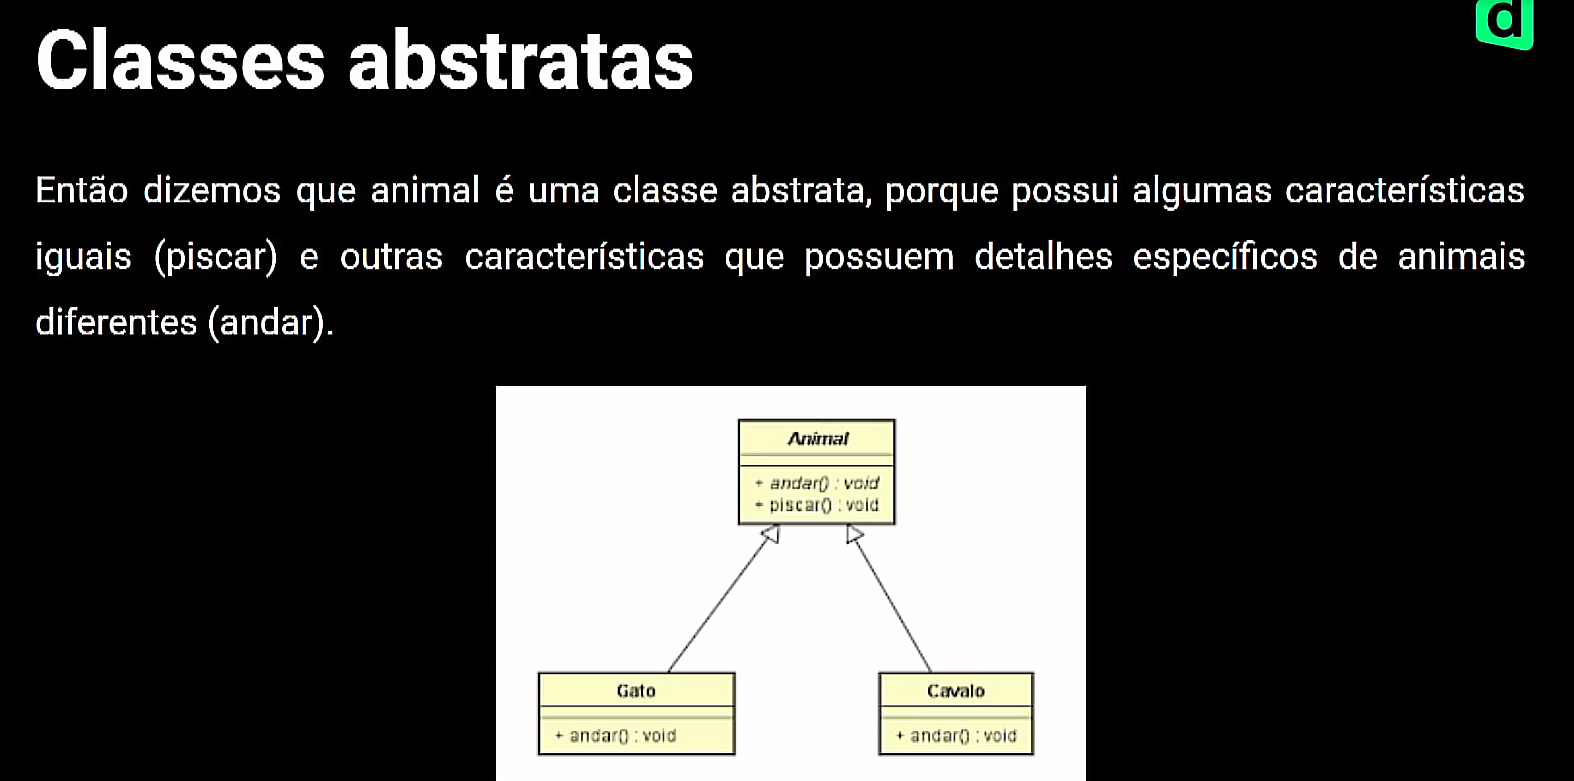 d
Classes abstratas
Então dizemos que animal é uma classe abstrata, porque possui algumas características
iguais (piscar) e outras características que possuem detalhes específicos de animais
diferentes (andar).
Animal
+ andar() : void
+ piscar() : void
Gato
+ andar() : void
Cavalo
+ andar() : void